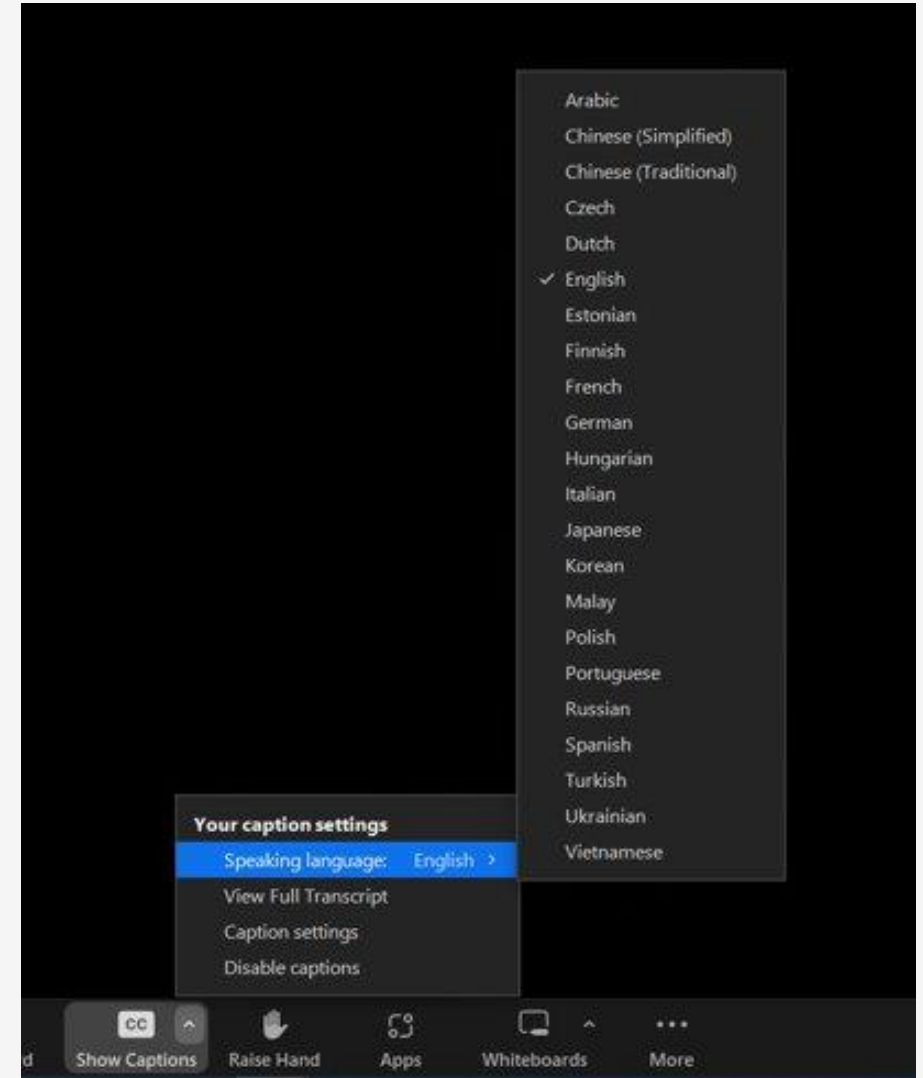 Arabic
Chinese (Simplified)
Chinese (Traditional)
Czech
Dutch
English
Estonian
Finnish
French
German
Hungarian
Italian
Japanese
Korean
Malay
Polish
Portuguese
Russian
Spanish
Turkish
Ukrainian
Vietnamese
Your caption settings
Speaking language: English
View Full Transcript
Caption settings
Disable captions
CC
Show Captions Raise Hand Apps Whiteboards More